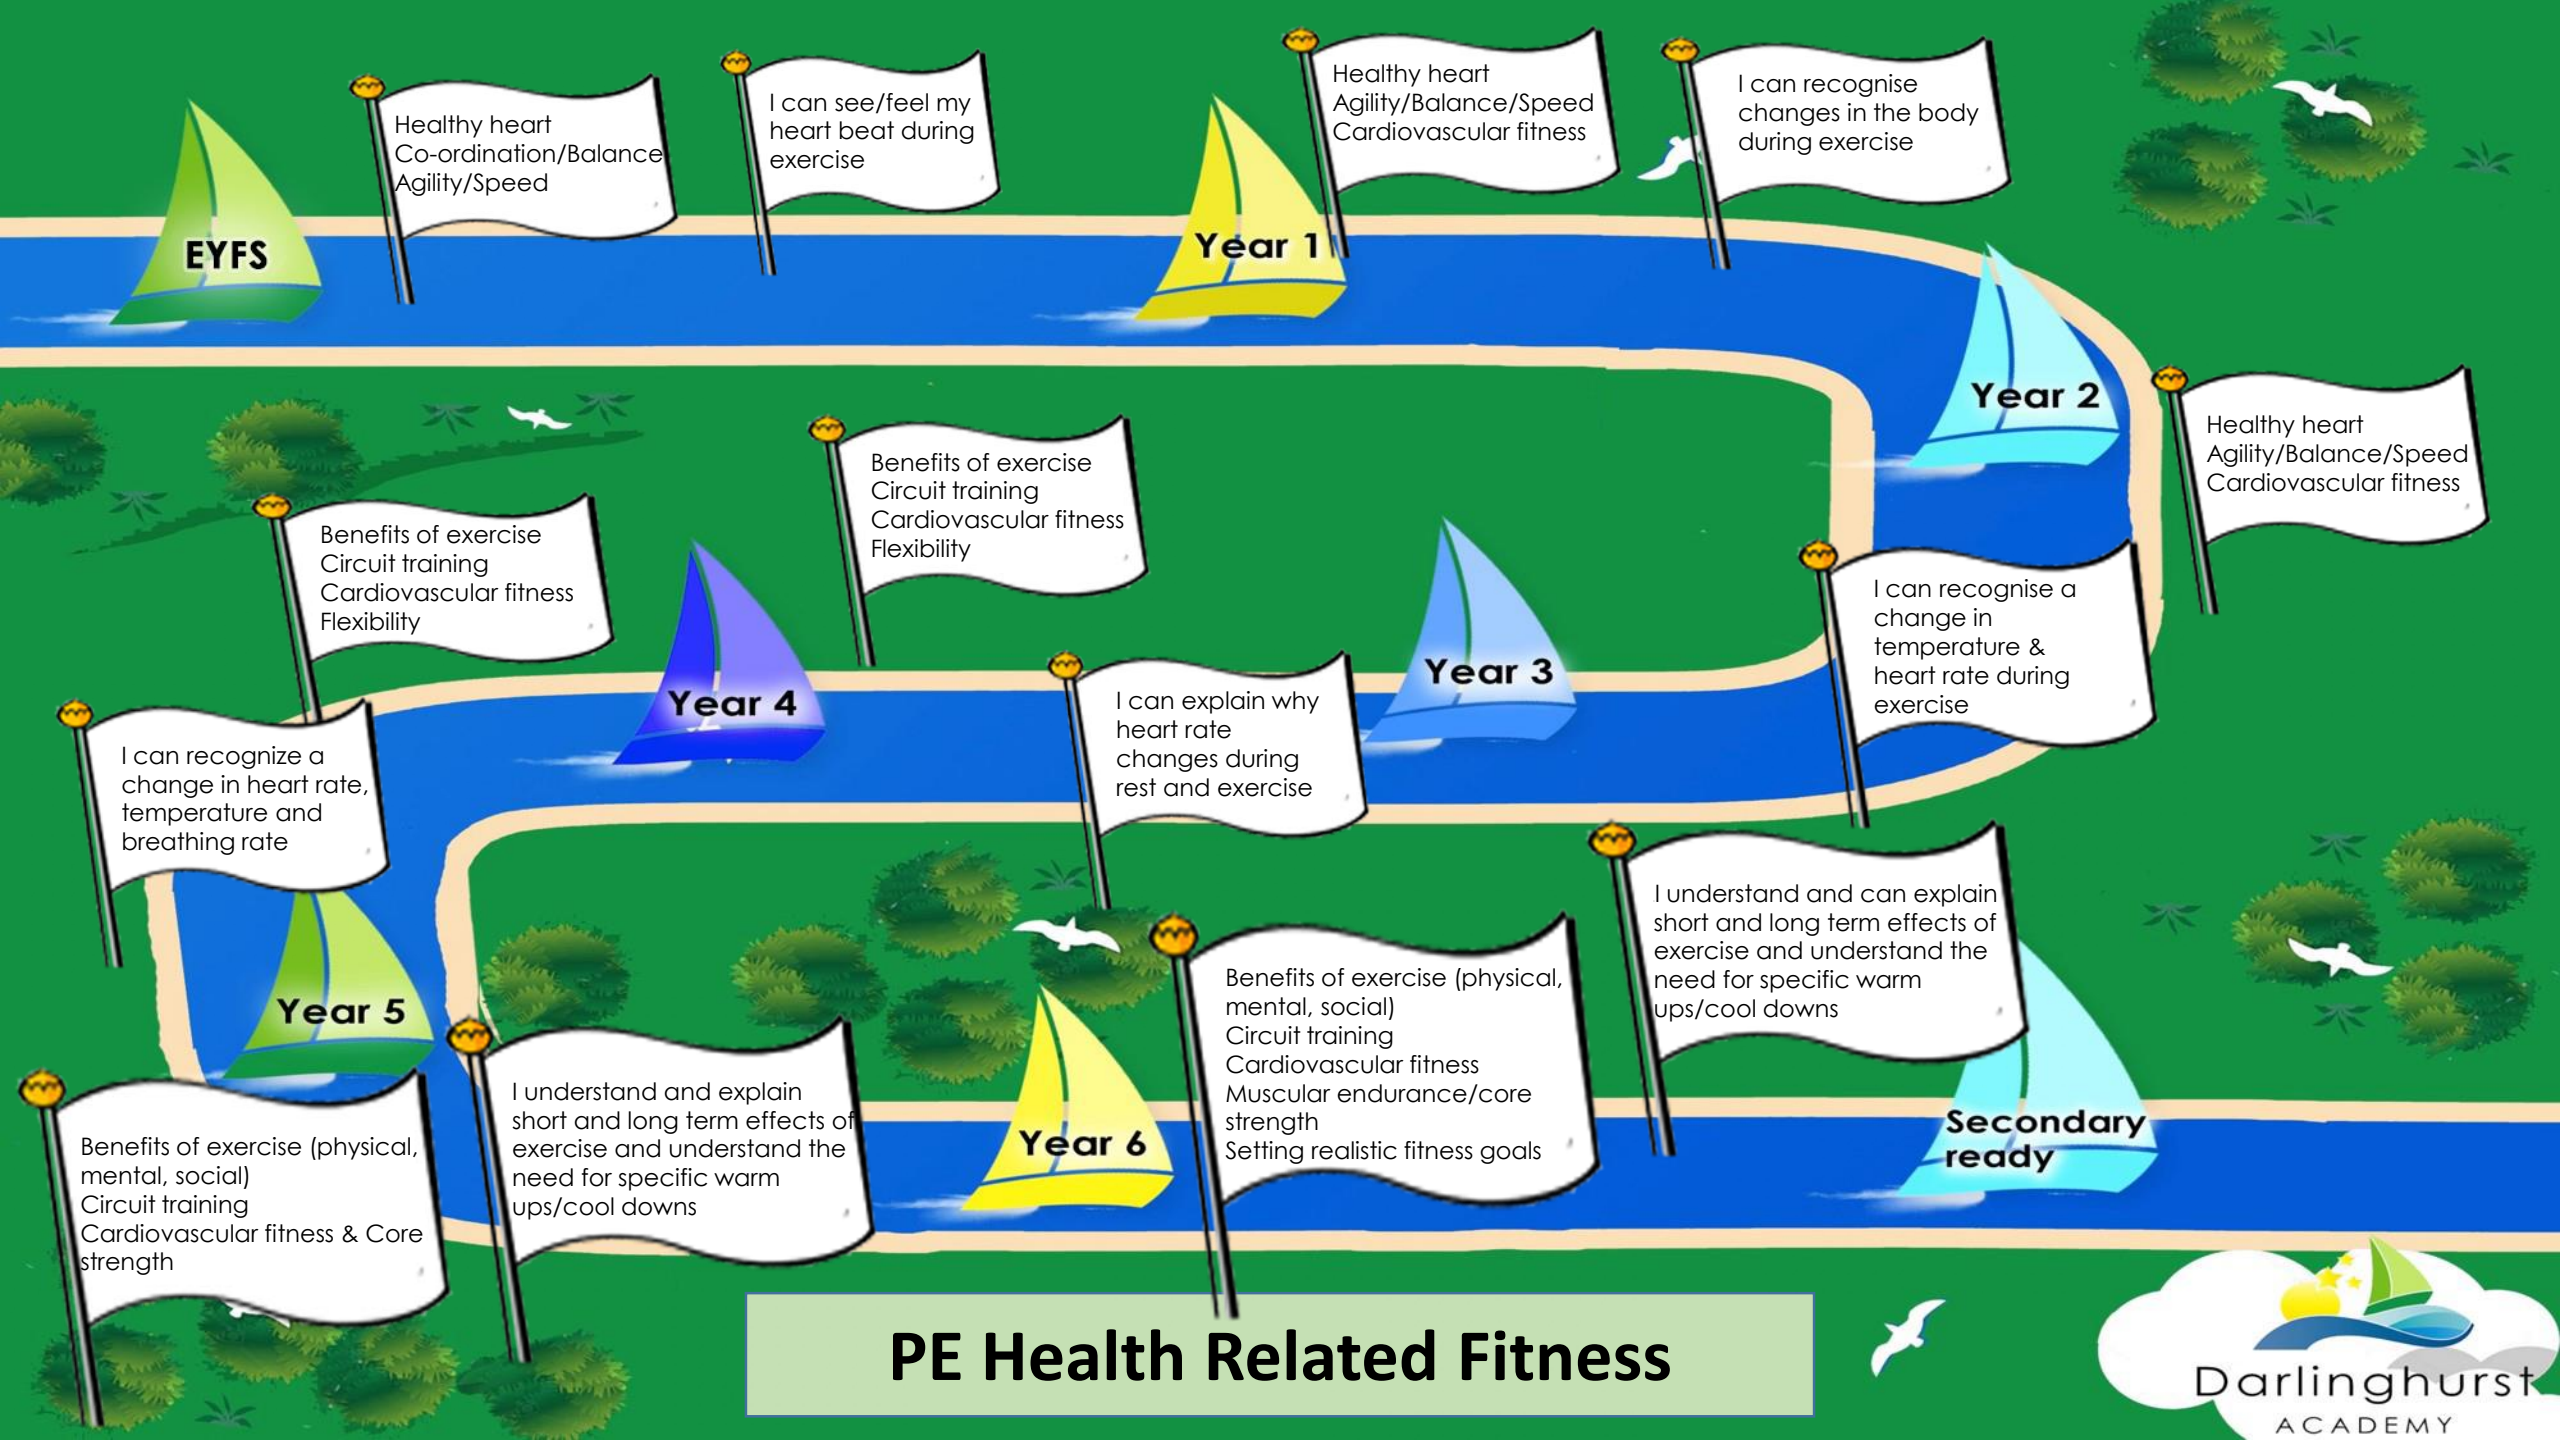 EYFS
Healthy heart
Co-ordination/Balance
Agility/Speed
I can see/feel my
heart beat during
exercise
Year 1
Healthy heart
Agility/Balance/Speed
Cardiovascular fitness
I can recognise
changes in the body
during exercise
Year 2
Healthy heart
Agility/Balance/Speed
Cardiovascular fitness
I can recognise a
change in
temperature &
heart rate during
exercise
Year 3
Benefits of exercise
Circuit training
Cardiovascular fitness
Flexibility
I can explain why
heart rate
changes during
rest and exercise
Year 4
Benefits of exercise
Circuit training
Cardiovascular fitness
Flexibility
I can recognize a
change in heart rate,
temperature and
breathing rate
Year 5
Benefits of exercise (physical,
mental, social)
Circuit training
Cardiovascular fitness & Core
strength
I understand and explain
short and long term effects of
exercise and understand the
need for specific warm
ups/cool downs
Year 6
Benefits of exercise (physical,
mental, social)
Circuit training
Cardiovascular fitness
Muscular endurance/core
strength
Setting realistic fitness goals
I understand and can explain
short and long term effects of
exercise and understand the
need for specific warm
ups/cool downs
Secondary
ready
PE Health Related Fitness
Darlinghurst
ACADEMY